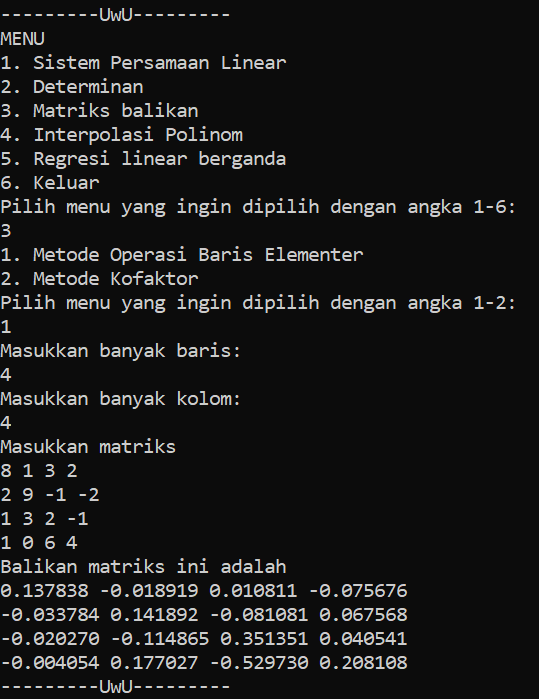 ---------UwU---------
MENU
1. Sistem Persamaan Linear
2. Determinan
3. Matriks balikan
4. Interpolasi Polinom
5. Regresi linear berganda
6. Keluar
Pilih menu yang ingin dipilih dengan angka 1-6:
3
1. Metode Operasi Baris Elementer
2. Metode Kofaktor
Pilih menu yang ingin dipilih dengan angka 1-2:
1
Masukkan banyak baris:
4
Masukkan banyak kolom:
4
Masukkan matriks
8 1 3 2
2 9 -1 -2
1 3 2 -1
1 0 6 4
Balikan matriks ini adalah
0.137838 -0.018919 0.010811 -0.075676
-0.033784 0.141892 -0.081081 0.067568
-0.020270 -0.114865 0.351351 0.040541
-0.004054 0.177027 -0.529730 0.208108
---------UwU---------